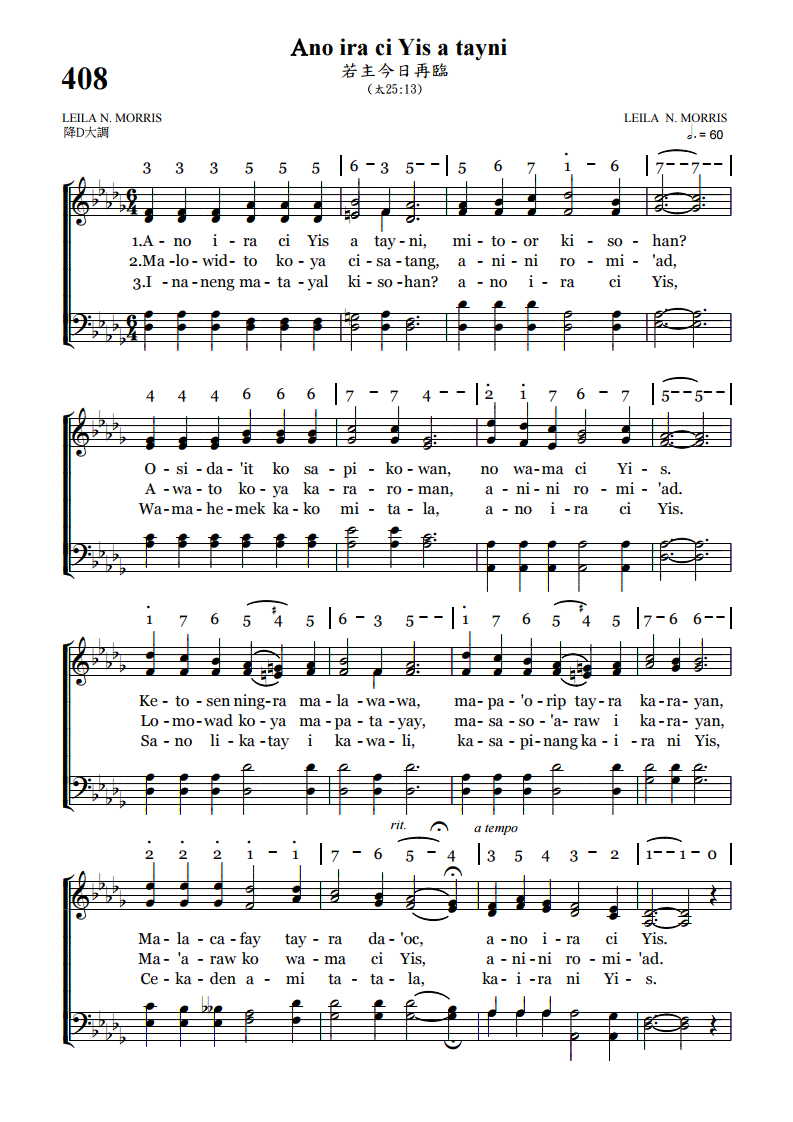 Ano ira ci Yis a tayni
408
若主今日再臨
(太25:13)
LEILA N. MORRIS
LEILA N. MORRIS
降D大調
𝅗𝅥. = 60
3 3 3 5 5 5 | 6 - 3 5 - - | 5 6 7 i - 6 | 7 - - 7 - - |
1.A - no i - ra ci Yis a tay - ni, mi - to - or ki - so - han?
2.Ma - lo - wid - to ko - ya ci - sa - tang, a - ni - ni ro - mi - 'ad,
3.I - na - neng ma - ta - yal ki - so - han? a - no i - ra ci Yis,
4 4 4 6 6 6 | 7 - 7 4 - - | 2̇ i 7 6 - 7 | 5 - - 5 - - |
O - si - da - 'it ko sa - pi - ko - wan, no wa - ma ci Yi - s.
A - wa - to ko - ya ka - ra - ro - man, a - ni - ni ro - mi - 'ad.
Wa - ma - he - mek ka - ko mi - ta - la, a - no i - ra ci Yis.
i 7 6 5 ♯4 5 | 6 - 3 5 - - | i 7 6 5 ♯4 5 | 7 - 6 6 - - |
Ke - to - sen ning - ra ma - la - wa - wa, ma - pa - 'o - rip tay - ra ka - ra - yan,
Lo - mo - wad ko - ya ma - pa - ta - yay, ma - sa - so - 'a - raw i ka - ra - yan,
Sa - no li - ka - tay i ka - wa - li, ka - sa - pi - nang ka - i - ra ni Yis,
rit.
a tempo
2̇ 2̇ 2̇ i - i | 7 - 6 5 - 4 | 3 5 4 3 - 2 | 1 - - 1 - 0 |
Ma - la - ca - fay tay - ra da - 'oc, a - no i - ra ci Yis.
Ma - 'a - raw ko wa - ma ci Yis, a - ni - ni ro - mi - 'ad.
Ce - ka - den a - mi ta - ta - la, ka - i - ra ni Yi - s.